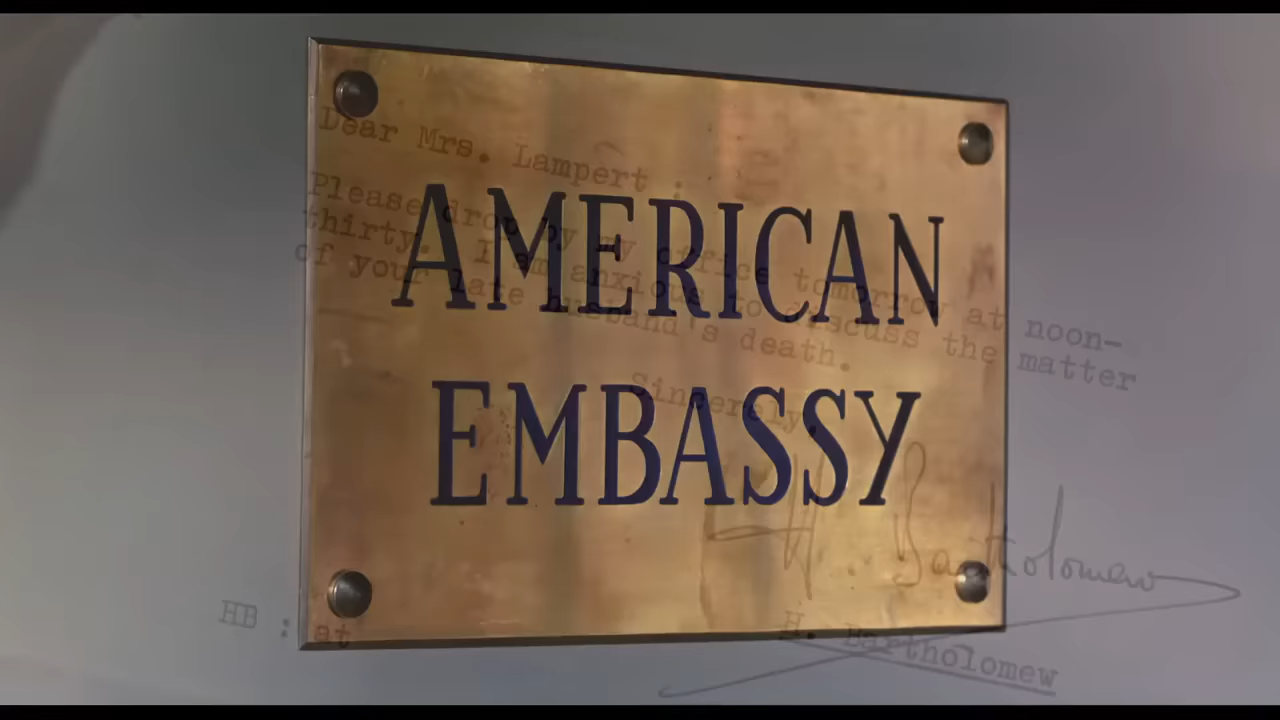 Dear Mrs. Lampert :
Please drop by my office tomorrow at noon-
thirty. I am anxious to discuss the matter
of your late husband's death.
Sincerely,
H. Bartholomew
H. Bartholomew
HB : at
AMERICAN
EMBASSY